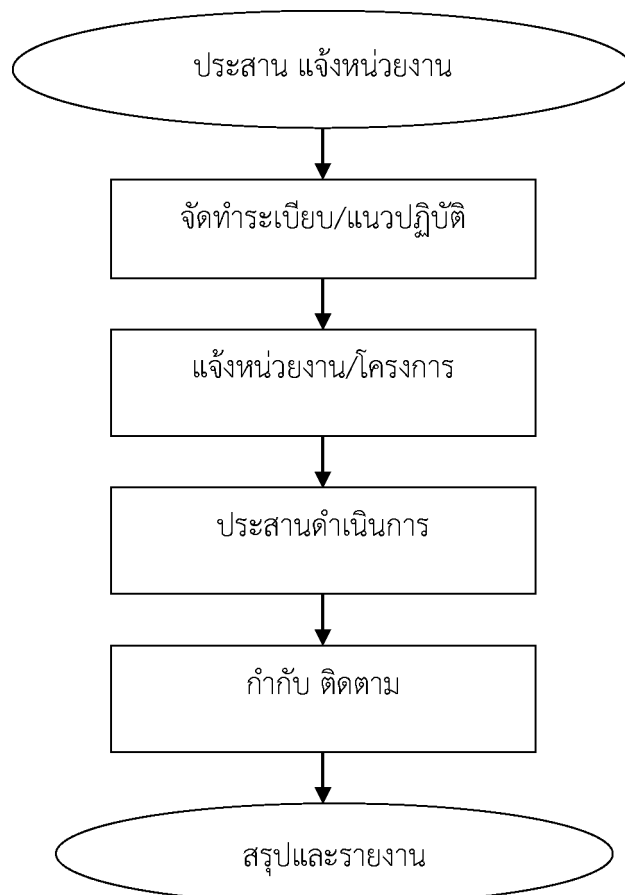 ประสาน แจ้งหน่วยงาน
จัดทำระเบียบ/แนวปฏิบัติ
แจ้งหน่วยงาน/โครงการ
ประสานดำเนินการ
กำกับ ติดตาม
สรุปและรายงาน